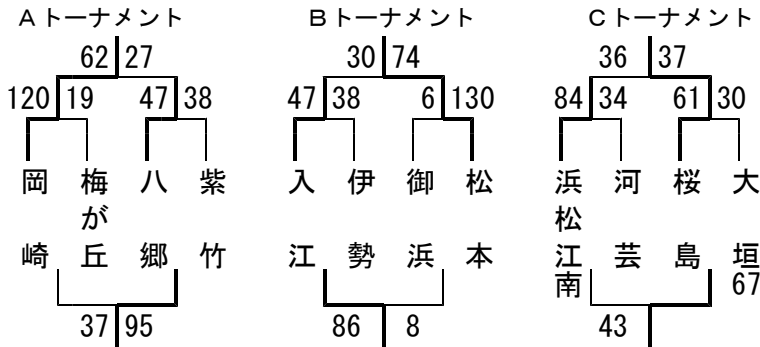 Aトーナメント Bトーナメント Cトーナメント
62 27 30 74 36 37
120 19 47 38 47 38 6 130 84 34 61 30
岡崎 梅が丘 八郷 紫竹 入江 伊勢 御浜 松本 浜松江南 河芸 桜島 大垣
37 95 86 8 43 67